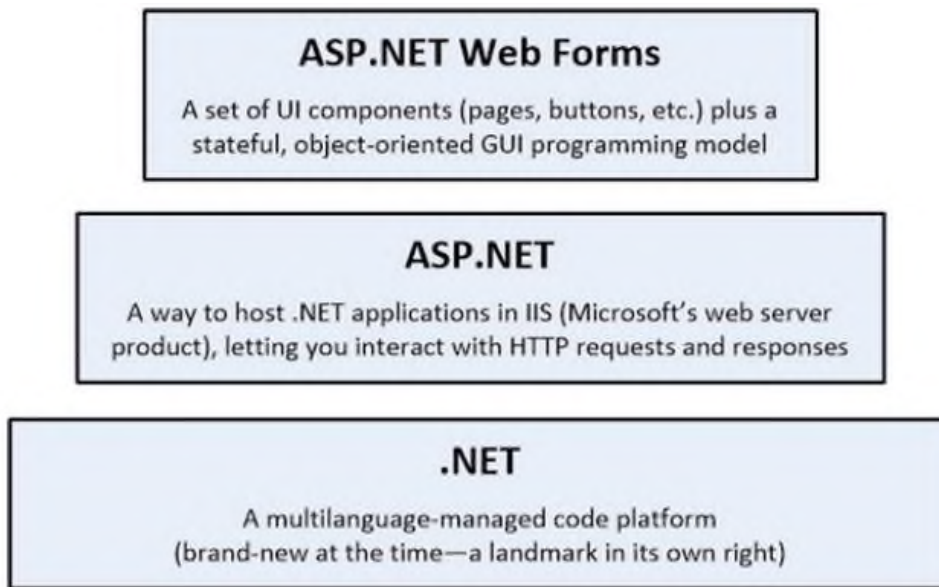 ASP.NET Web Forms
A set of UI components (pages, buttons, etc.) plus a
stateful, object-oriented GUI programming model
ASP.NET
A way to host .NET applications in IIS (Microsoft's web server
product), letting you interact with HTTP requests and responses
.NET
A multilanguage-managed code platform
(brand-new at the time—a landmark in its own right)